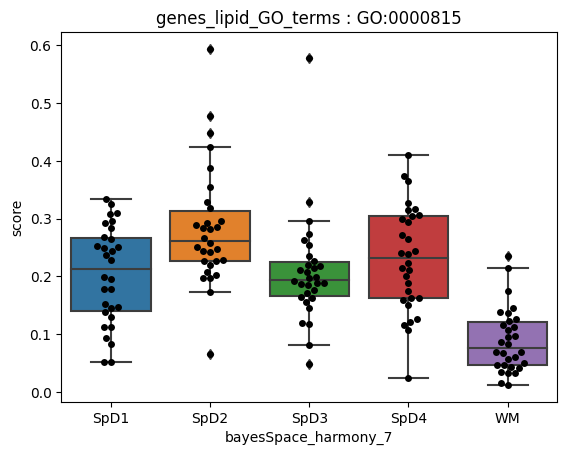 genes_lipid_GO_terms : GO:0000815
score
0.6
0.5
0.4
0.3
0.2
0.1
0.0
SpD1 SpD2 SpD3 SpD4 WM
bayesSpace_harmony_7